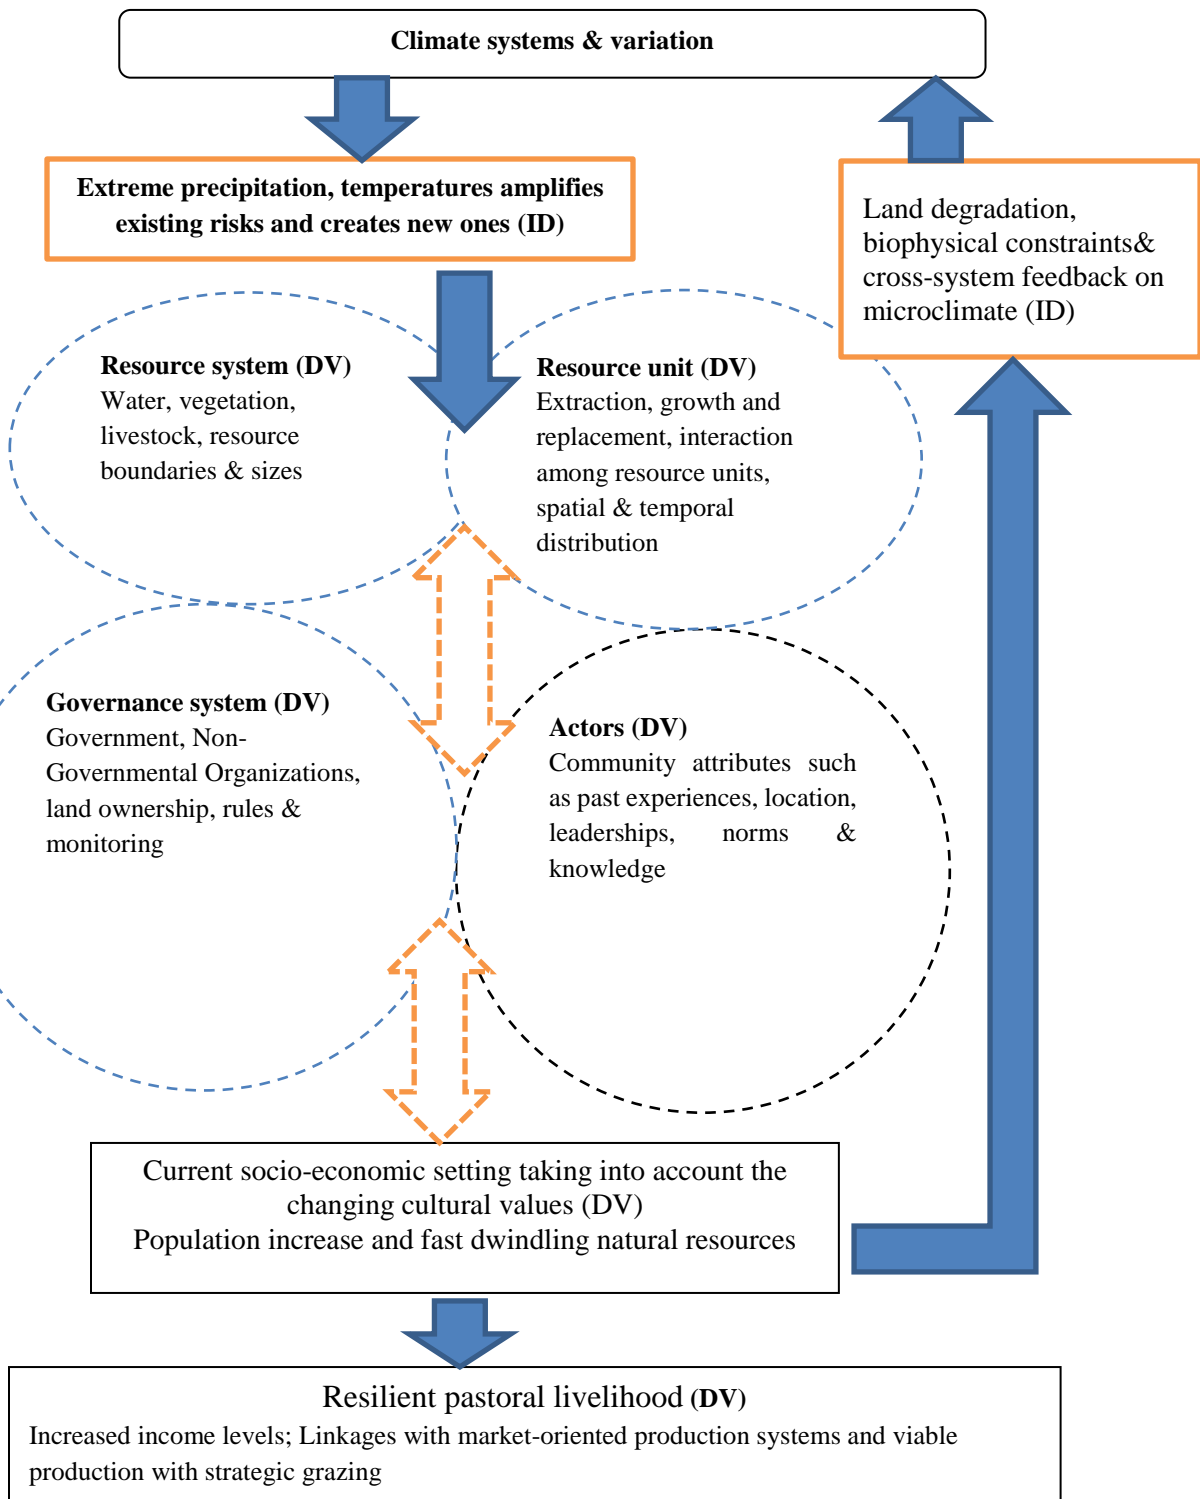 Climate systems & variation
Extreme precipitation, temperatures amplifies
existing risks and creates new ones (ID)
Land degradation,
biophysical constraints&
cross-system feedback on
microclimate (ID)
Resource system (DV)
Water, vegetation,
livestock, resource
boundaries & sizes
Resource unit (DV)
Extraction, growth and
replacement, interaction
among resource units,
spatial & temporal
distribution
Governance system (DV)
Government, Non-
Governmental Organizations,
land ownership, rules &
monitoring
Actors (DV)
Community attributes such
as past experiences, location,
leaderships, norms &
knowledge
Current socio-economic setting taking into account the
changing cultural values (DV)
Population increase and fast dwindling natural resources
Resilient pastoral livelihood (DV)
Increased income levels; Linkages with market-oriented production systems and viable
production with strategic grazing